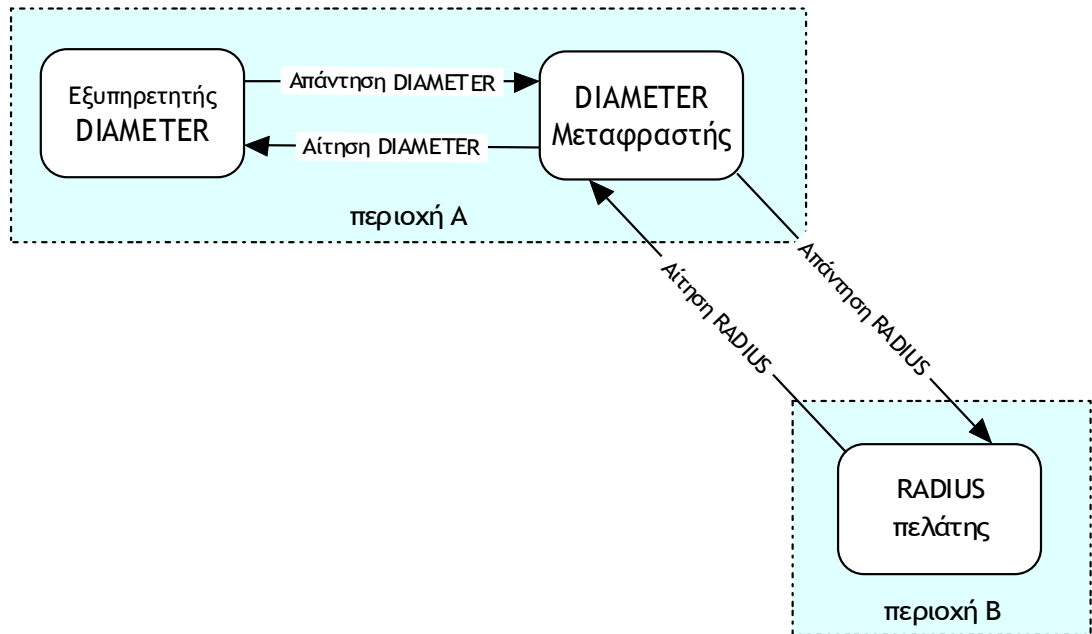 Εξυπηρετητής
DIAMETER
Απάντηση DIAMETER
DIAMETER
Μεταφραστής
Αίτηση DIAMETER
περιοχή Α
Αίτηση RADIUS
Απάντηση RADIUS
RADIUS
πελάτης
περιοχή Β